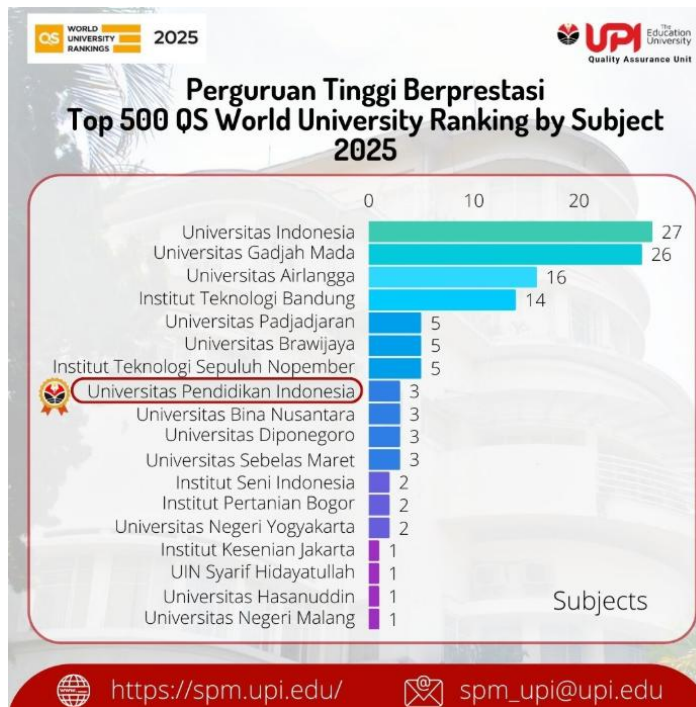 QS WORLD UNIVERSITY RANKINGS 2025
UPI The Education University
Quality Assurance Unit
Perguruan Tinggi Berprestasi
Top 500 QS World University Ranking by Subject
2025
0 10 20
Universitas Indonesia 27
Universitas Gadjah Mada 26
Universitas Airlangga 16
Institut Teknologi Bandung 14
Universitas Padjadjaran 5
Universitas Brawijaya 5
Institut Teknologi Sepuluh Nopember 5
Universitas Pendidikan Indonesia 3
Universitas Bina Nusantara 3
Universitas Diponegoro 3
Universitas Sebelas Maret 3
Institut Seni Indonesia 2
Institut Pertanian Bogor 2
Universitas Negeri Yogyakarta 2
Institut Kesenian Jakarta 1
UIN Syarif Hidayatullah 1
Universitas Hasanuddin 1
Universitas Negeri Malang 1
Subjects
https://spm.upi.edu/ spm_upi@upi.edu